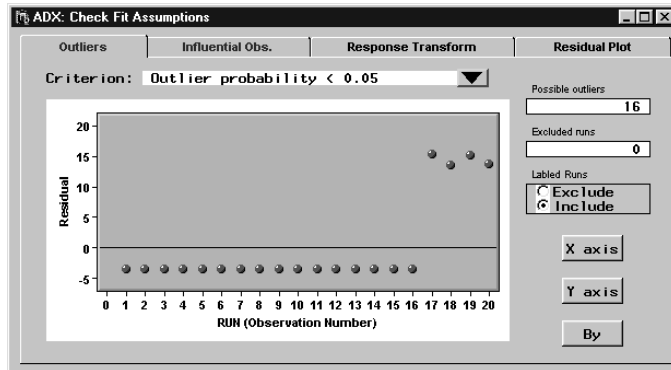 ADX: Check Fit Assumptions
Outliers Influential Obs. Response Transform Residual Plot
Criterion: Outlier probability < 0.05
Possible outliers
16
Excluded runs
0
Labled Runs
Exclude
Include
X axis
Y axis
By
Residual
20
15
10
5
0
-5
0 1 2 3 4 5 6 7 8 9 10 11 12 13 14 15 16 17 18 19 20
RUN (Observation Number)